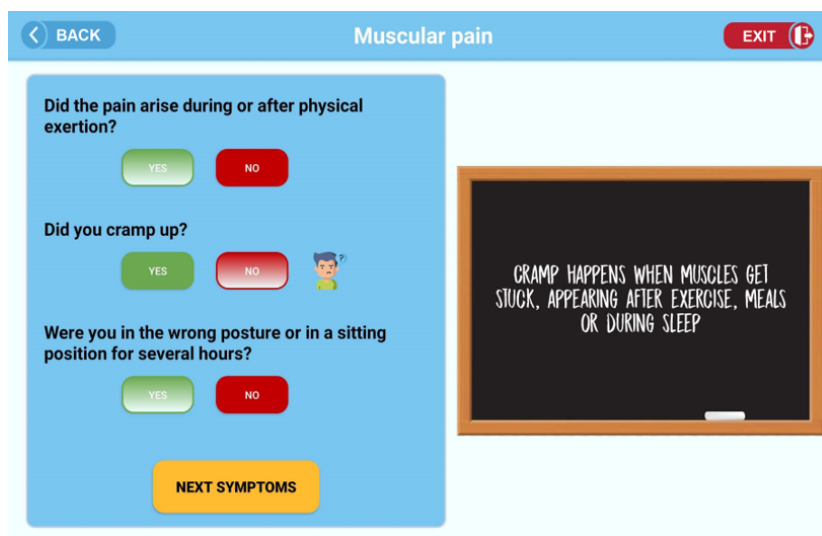 BACK
Muscular pain
EXIT
Did the pain arise during or after physical
exertion?
YES
NO
Did you cramp up?
YES
NO
?
Were you in the wrong posture or in a sitting
position for several hours?
YES
NO
NEXT SYMPTOMS
CRAMP HAPPENS WHEN MUSCLES GET
STUCK, APPEARING AFTER EXERCISE, MEALS
OR DURING SLEEP